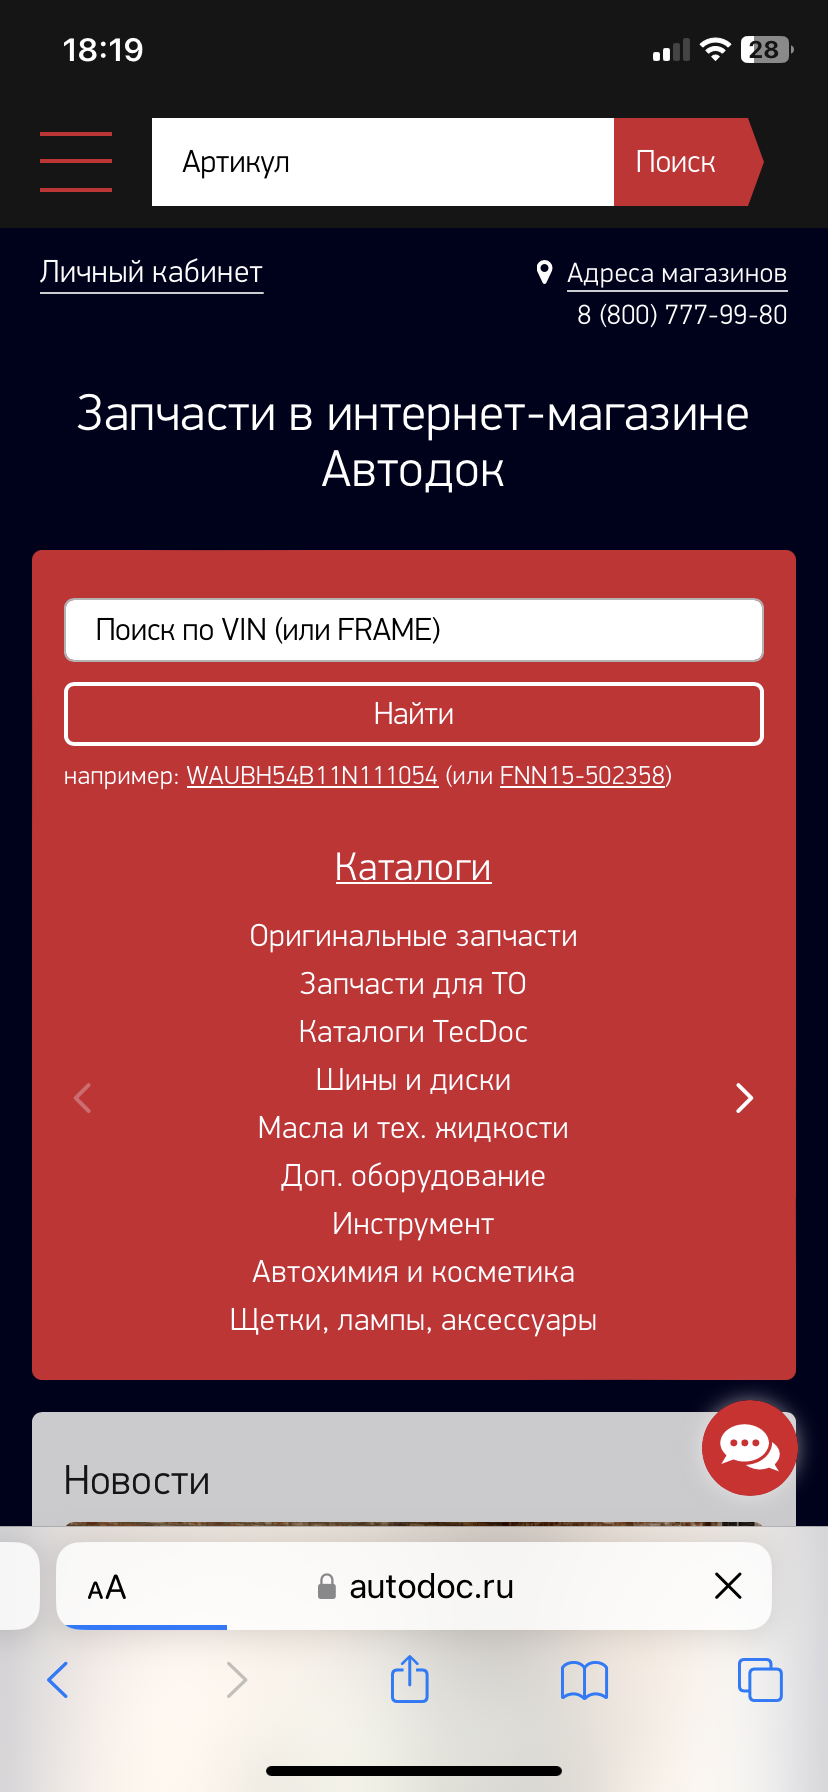 18:19
28
Артикул
Поиск
Личный кабинет
Адреса магазинов
8 (800) 777-99-80
Запчасти в интернет-магазине
Автодок
Поиск по VIN (или FRAME)
Найти
например: WAUBH54B11N111054 (или FNN15-502358)
Каталоги
Оригинальные запчасти
Запчасти для ТО
Каталоги TecDoc
Шины и диски
Масла и тех. жидкости
Доп. оборудование
Инструмент
Автохимия и косметика
Щетки, лампы, аксессуары
Новости
AA
autodoc.ru